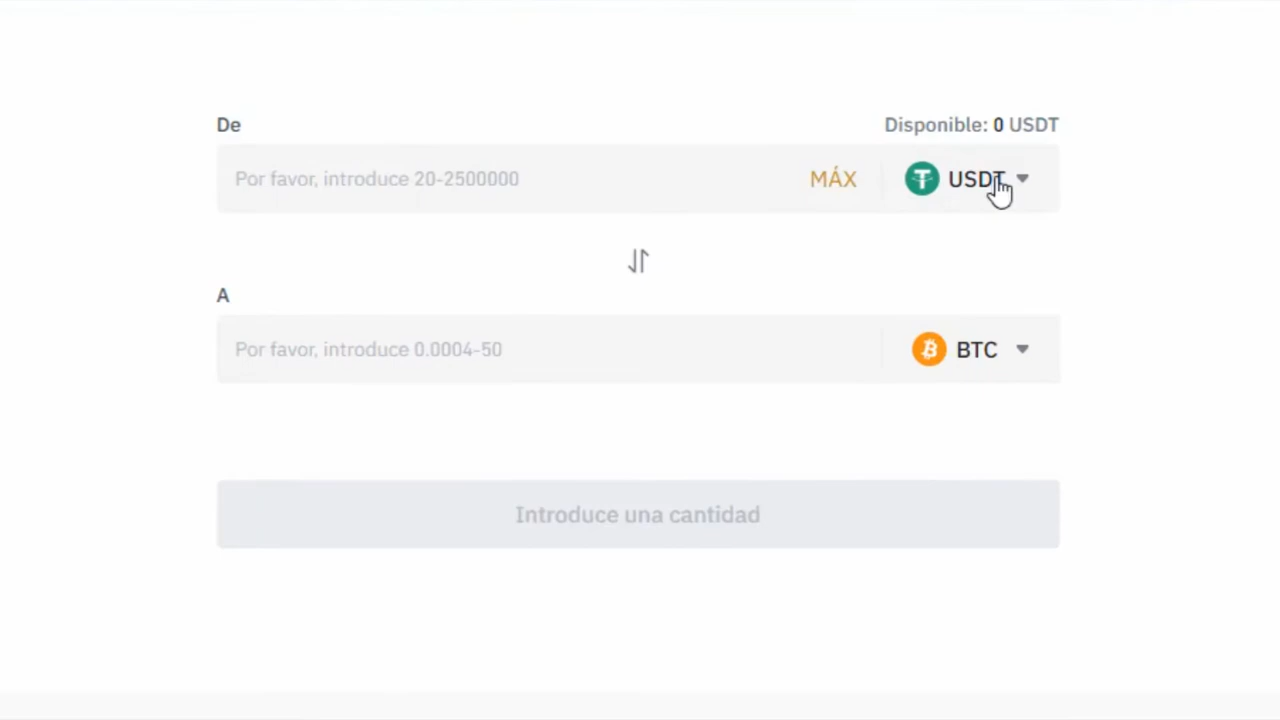 De
Disponible: 0 USDT
Por favor, introduce 20-2500000
MÁX
USDT
A
Por favor, introduce 0.0004-50
BTC
Introduce una cantidad